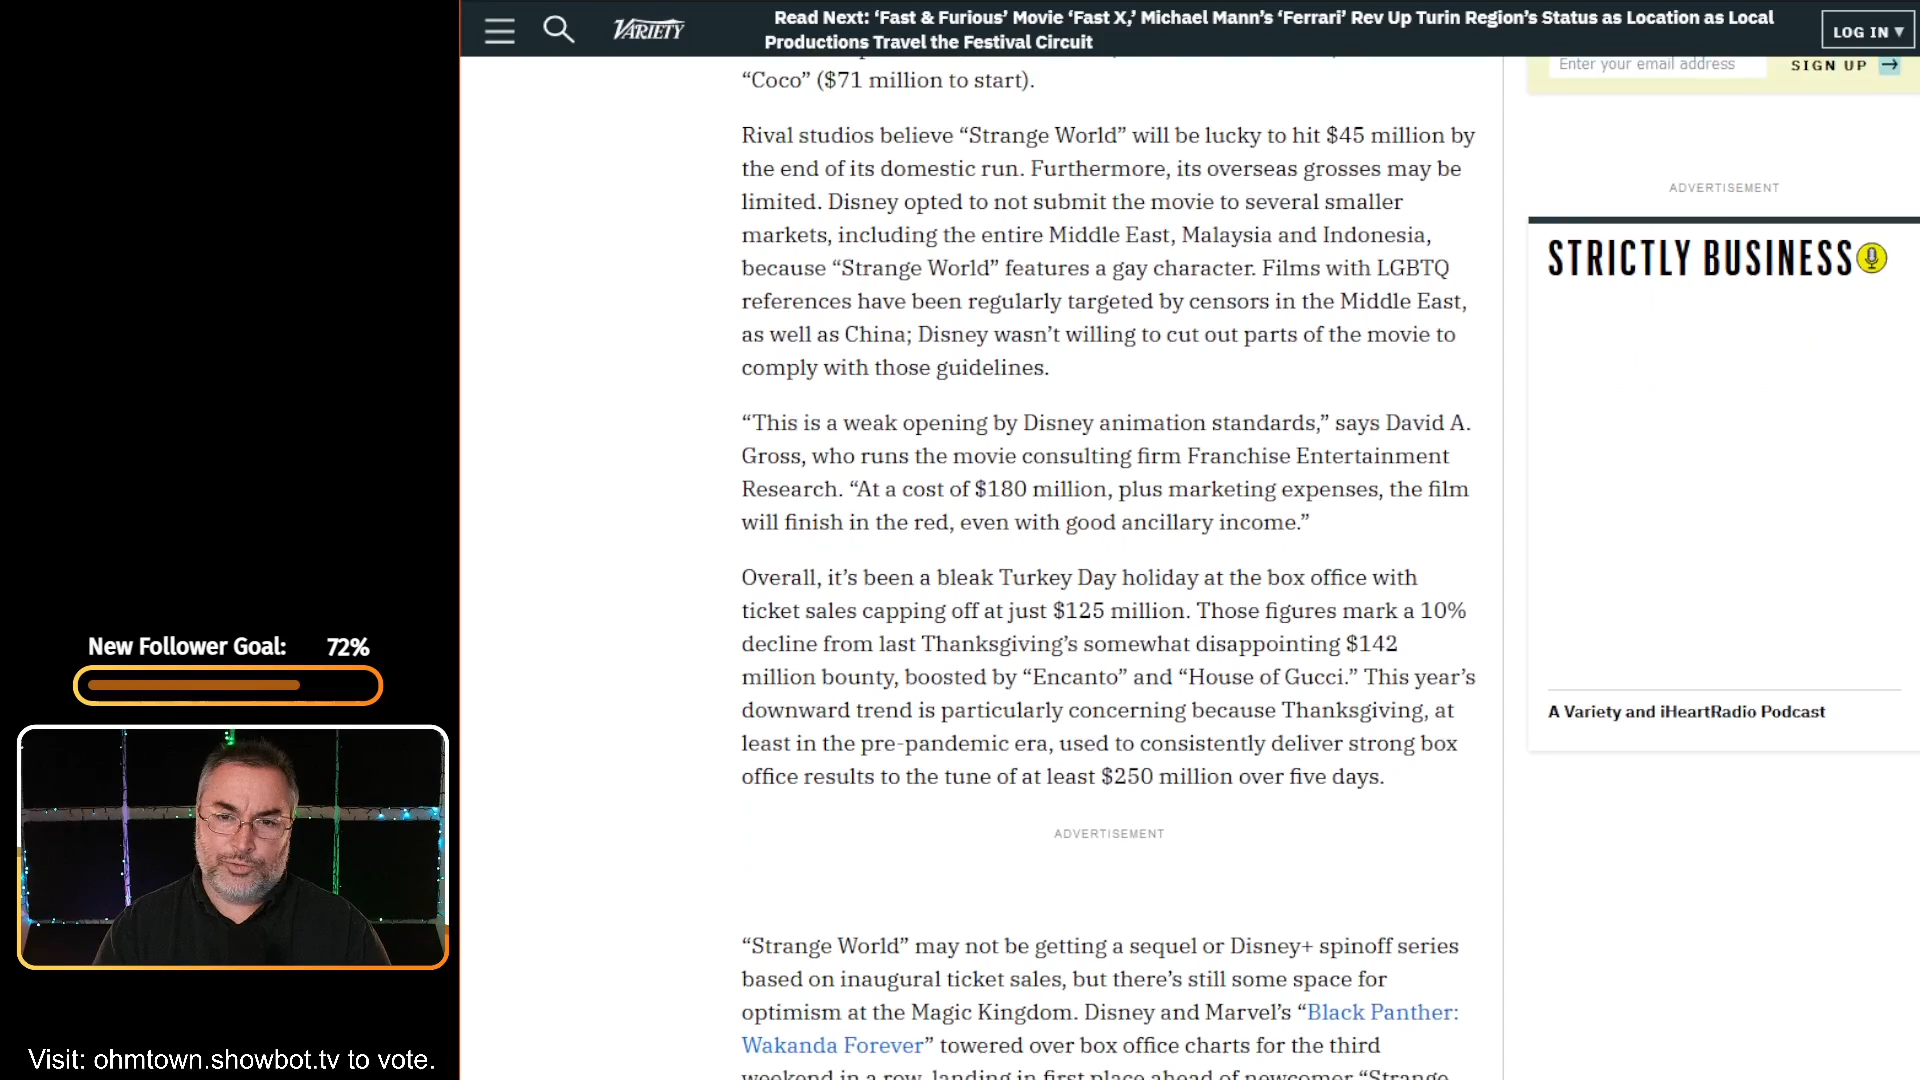 VARIETY
Read Next: ‘Fast & Furious’ Movie ‘Fast X,’ Michael Mann’s ‘Ferrari’ Rev Up Turin Region’s Status as Location as Local
Productions Travel the Festival Circuit
LOG IN ▾
“Coco” ($71 million to start).
Rival studios believe “Strange World” will be lucky to hit $45 million by
the end of its domestic run. Furthermore, its overseas grosses may be
limited. Disney opted to not submit the movie to several smaller
markets, including the entire Middle East, Malaysia and Indonesia,
because “Strange World” features a gay character. Films with LGBTQ
references have been regularly targeted by censors in the Middle East,
as well as China; Disney wasn’t willing to cut out parts of the movie to
comply with those guidelines.
“This is a weak opening by Disney animation standards,” says David A.
Gross, who runs the movie consulting firm Franchise Entertainment
Research. “At a cost of $180 million, plus marketing expenses, the film
will finish in the red, even with good ancillary income.”
Overall, it’s been a bleak Turkey Day holiday at the box office with
ticket sales capping off at just $125 million. Those figures mark a 10%
decline from last Thanksgiving’s somewhat disappointing $142
million bounty, boosted by “Encanto” and “House of Gucci.” This year’s
downward trend is particularly concerning because Thanksgiving, at
least in the pre-pandemic era, used to consistently deliver strong box
office results to the tune of at least $250 million over five days.
ADVERTISEMENT
“Strange World” may not be getting a sequel or Disney+ spinoff series
based on inaugural ticket sales, but there’s still some space for
optimism at the Magic Kingdom. Disney and Marvel’s “Black Panther:
Wakanda Forever” towered over box office charts for the third
weekend in a row, landing in first place ahead of newcomer “Strange
Enter your email address
SIGN UP →
ADVERTISEMENT
STRICTLY BUSINESS
A Variety and iHeartRadio Podcast
New Follower Goal: 72%
Visit: ohmtown.showbot.tv to vote.